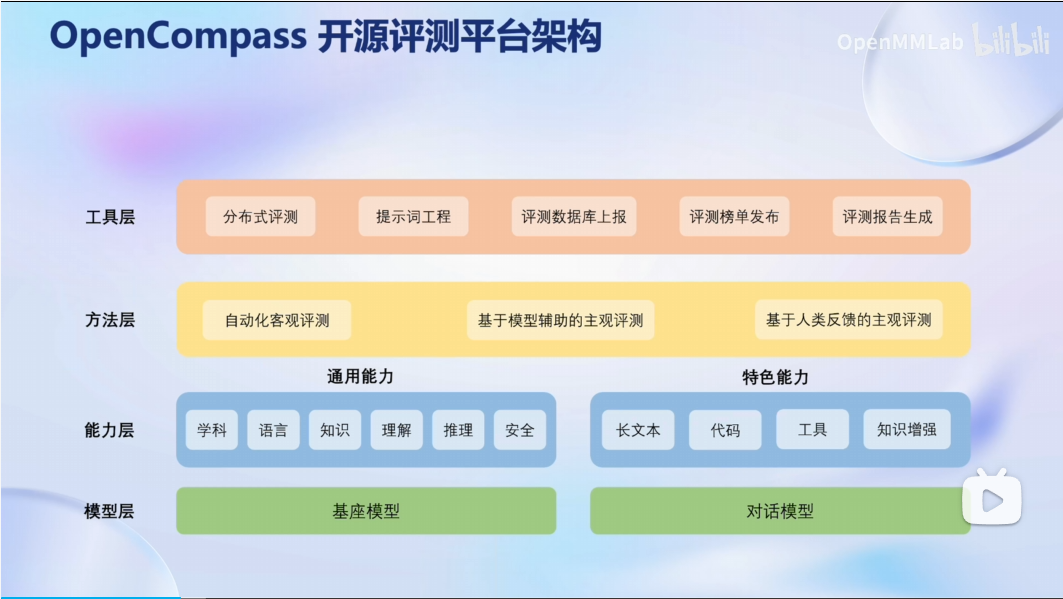 OpenCompass 开源评测平台架构
OpenMMLab bilibili
工具层
分布式评测
提示词工程
评测数据库上报
评测榜单发布
评测报告生成
方法层
自动化客观评测
基于模型辅助的主观评测
基于人类反馈的主观评测
通用能力
特色能力
能力层
学科
语言
知识
理解
推理
安全
长文本
代码
工具
知识增强
模型层
基座模型
对话模型